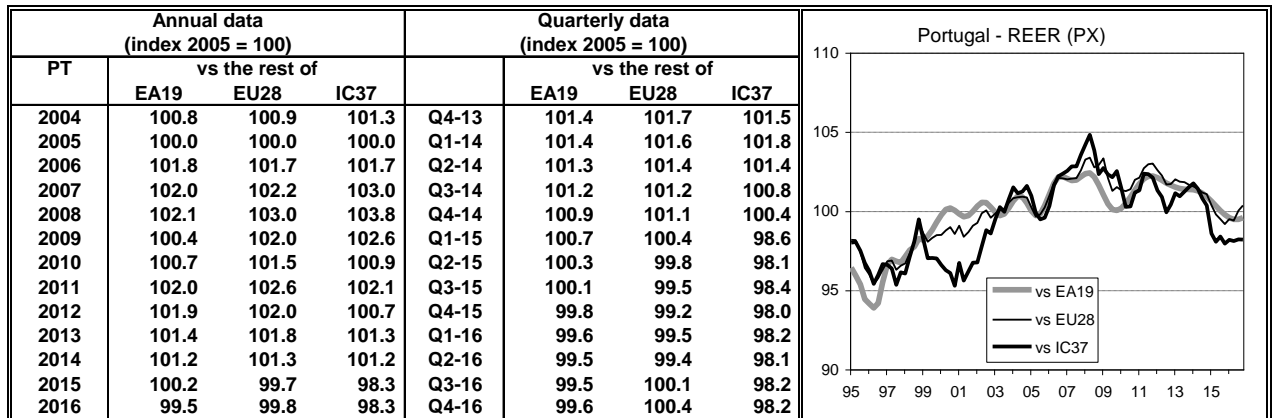 Annual data Quarterly data
(index 2005 = 100) (index 2005 = 100)
PT vs the rest of vs the rest of
EA19 EU28 IC37 EA19 EU28 IC37
2004 100.8 100.9 101.3 Q4-13 101.4 101.7 101.5
2005 100.0 100.0 100.0 Q1-14 101.4 101.6 101.8
2006 101.8 101.7 101.7 Q2-14 101.3 101.4 101.4
2007 102.0 102.2 103.0 Q3-14 101.2 101.2 100.8
2008 102.1 103.0 103.8 Q4-14 100.9 101.1 100.4
2009 100.4 102.0 102.6 Q1-15 100.7 100.4 98.6
2010 100.7 101.5 100.9 Q2-15 100.3 99.8 98.1
2011 102.0 102.6 102.1 Q3-15 100.1 99.5 98.4
2012 101.9 102.0 100.7 Q4-15 99.8 99.2 98.0
2013 101.4 101.8 101.3 Q1-16 99.6 99.5 98.2
2014 101.2 101.3 101.2 Q2-16 99.5 99.4 98.1
2015 100.2 99.7 98.3 Q3-16 99.5 100.1 98.2
2016 99.5 99.8 98.3 Q4-16 99.6 100.4 98.2
Portugal - REER (PX)
110
105
100
95
90
vs EA19
vs EU28
vs IC37
95 97 99 01 03 05 07 09 11 13 15